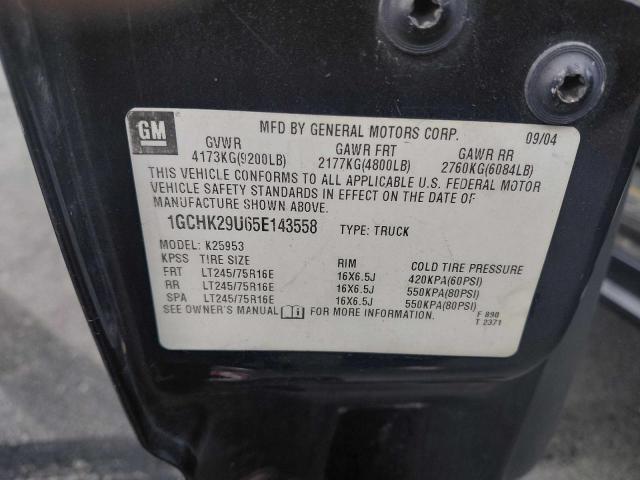 GM
MFD BY GENERAL MOTORS CORP. 09/04
GVWR GAWR FRT GAWR RR
4173KG(9200LB) 2177KG(4800LB) 2760KG(6084LB)
THIS VEHICLE CONFORMS TO ALL APPLICABLE U.S. FEDERAL MOTOR
VEHICLE SAFETY STANDARDS IN EFFECT ON THE DATE OF
MANUFACTURE SHOWN ABOVE.
1GCHK29U65E143558 TYPE: TRUCK
MODEL: K25953
KPSS TIRE SIZE RIM COLD TIRE PRESSURE
FRT LT245/75R16E 16X6.5J 420KPA(60PSI)
RR LT245/75R16E 16X6.5J 550KPA(80PSI)
SPA LT245/75R16E 16X6.5J 550KPA(80PSI)
SEE OWNER'S MANUAL FOR MORE INFORMATION.
F 890
T 2371